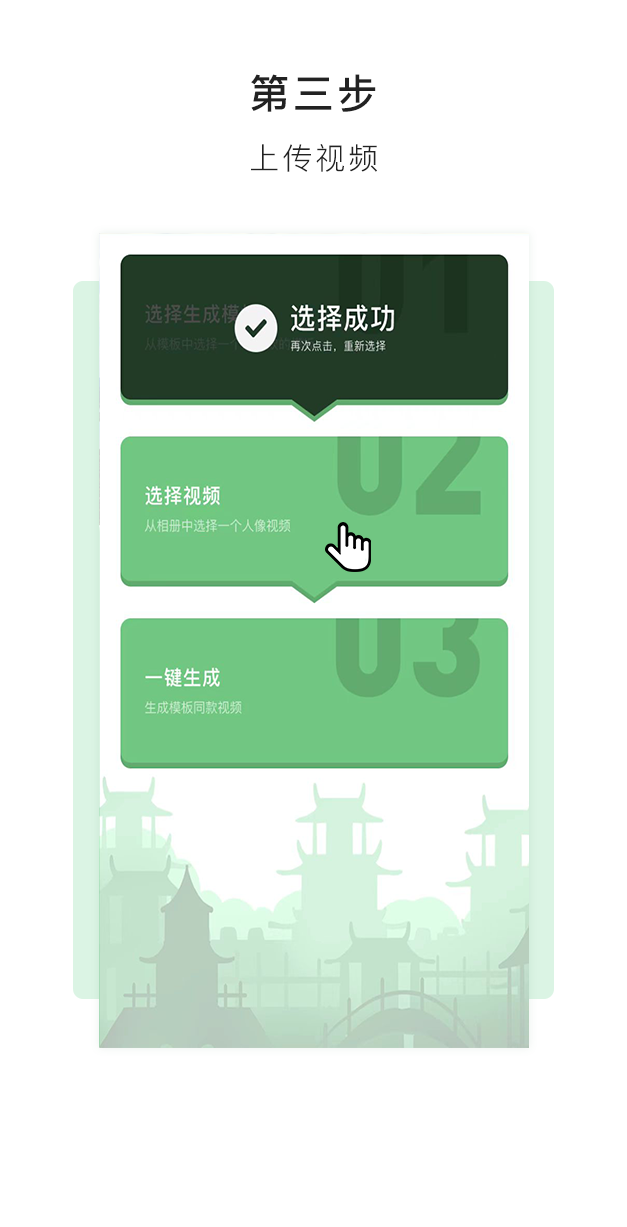 第三步
上传视频
01
选择生成模
选择成功
从模板中选择一个
再次点击，重新选择
02
选择视频
从相册中选择一个人像视频
03
一键生成
生成模板同款视频